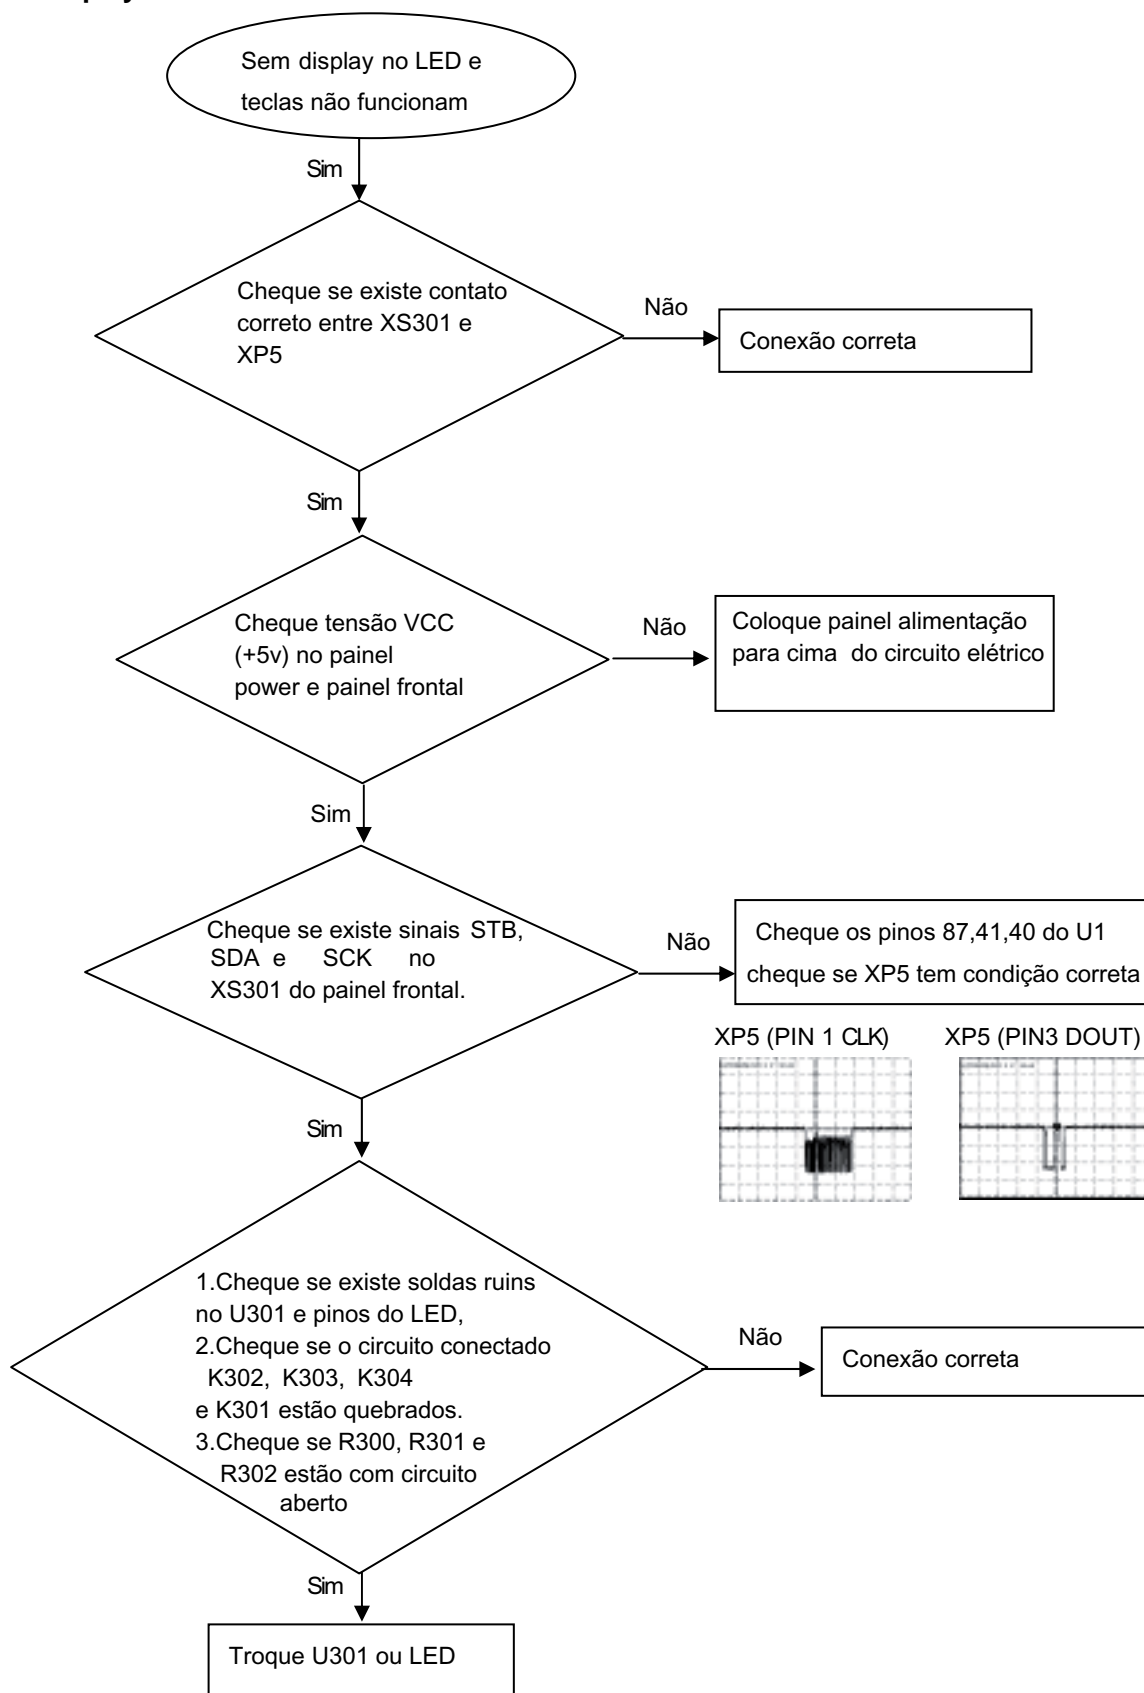 Sem display no LED e
teclas não funcionam
Sim
Cheque se existe contato
correto entre XS301 e
XP5
Não
Conexão correta
Sim
Cheque tensão VCC
(+5v) no painel
power e painel frontal
Não
Coloque painel alimentação
para cima do circuito elétrico
Sim
Cheque se existe sinais STB,
SDA e SCK no
XS301 do painel frontal.
Não
Cheque os pinos 87,41,40 do U1
cheque se XP5 tem condição correta
XP5 (PIN 1 CLK)
XP5 (PIN3 DOUT)
Sim
1.Cheque se existe soldas ruins
no U301 e pinos do LED,
2.Cheque se o circuito conectado
K302, K303, K304
e K301 estão quebrados.
3.Cheque se R300, R301 e
R302 estão com circuito
aberto
Não
Conexão correta
Sim
Troque U301 ou LED